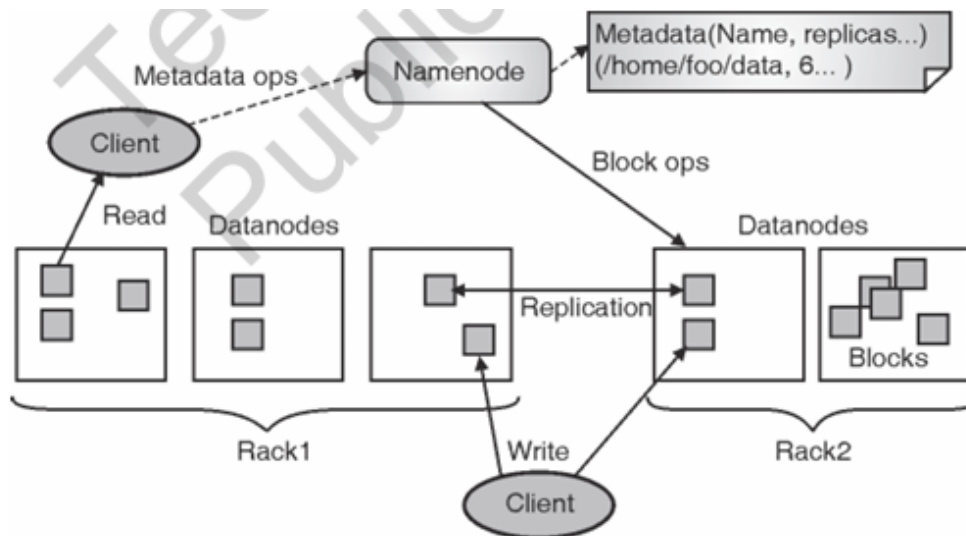 Metadata(Name, replicas...)
(/home/foo/data, 6... )
Namenode
Metadata ops
Client
Block ops
Read
Datanodes
Datanodes
Replication
Blocks
Rack1
Write
Rack2
Client